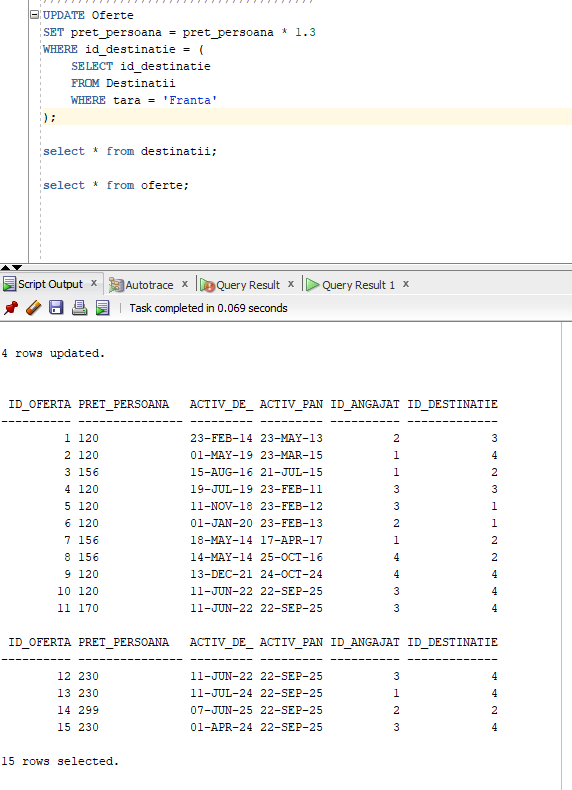 UPDATE Oferte
SET pret_persoana = pret_persoana * 1.3
WHERE id_destinatie = (
    SELECT id_destinatie
    FROM Destinatii
    WHERE tara = 'Franta'
);
select * from destinatii;
select * from oferte;
Script Output x Autotrace x Query Result x Query Result 1 x
Task completed in 0.069 seconds
4 rows updated.
ID_OFERTA PRET_PERSOANA ACTIV_DE_ ACTIV_PAN ID_ANGAJAT ID_DESTINATIE
---------- --------------- --------- --------- ---------- -------------
1 120 23-FEB-14 23-MAY-13 2 3
2 120 01-MAY-19 23-MAR-15 1 4
3 156 15-AUG-16 21-JUL-15 1 2
4 120 19-JUL-19 23-FEB-11 3 3
5 120 11-NOV-18 23-FEB-12 3 1
6 120 01-JAN-20 23-FEB-13 2 1
7 156 18-MAY-14 17-APR-17 1 2
8 156 14-MAY-14 25-OCT-16 4 2
9 120 13-DEC-21 24-OCT-24 4 4
10 120 11-JUN-22 22-SEP-25 3 4
11 170 11-JUN-22 22-SEP-25 3 4
ID_OFERTA PRET_PERSOANA ACTIV_DE_ ACTIV_PAN ID_ANGAJAT ID_DESTINATIE
---------- --------------- --------- --------- ---------- -------------
12 230 11-JUN-22 22-SEP-25 3 4
13 230 11-JUL-24 22-SEP-25 1 4
14 299 07-JUN-25 22-SEP-25 2 2
15 230 01-APR-24 22-SEP-25 3 4
15 rows selected.